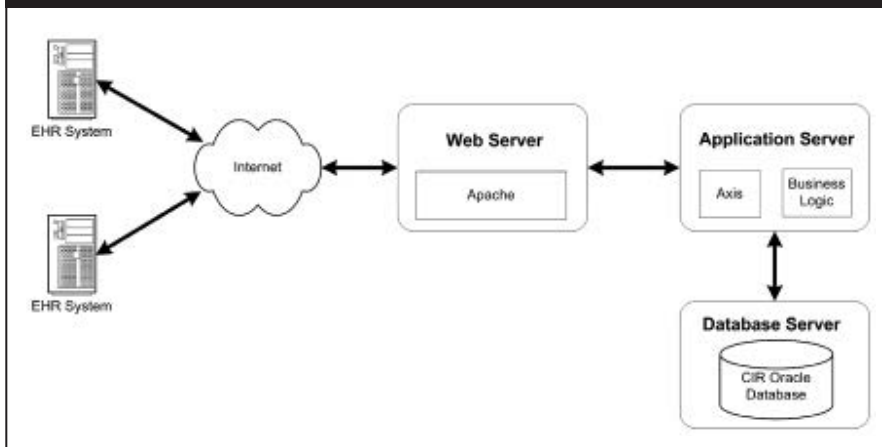 EHR System
EHR System
Internet
Web Server
Apache
Application Server
Axis
Business
Logic
Database Server
CIR Oracle
Database